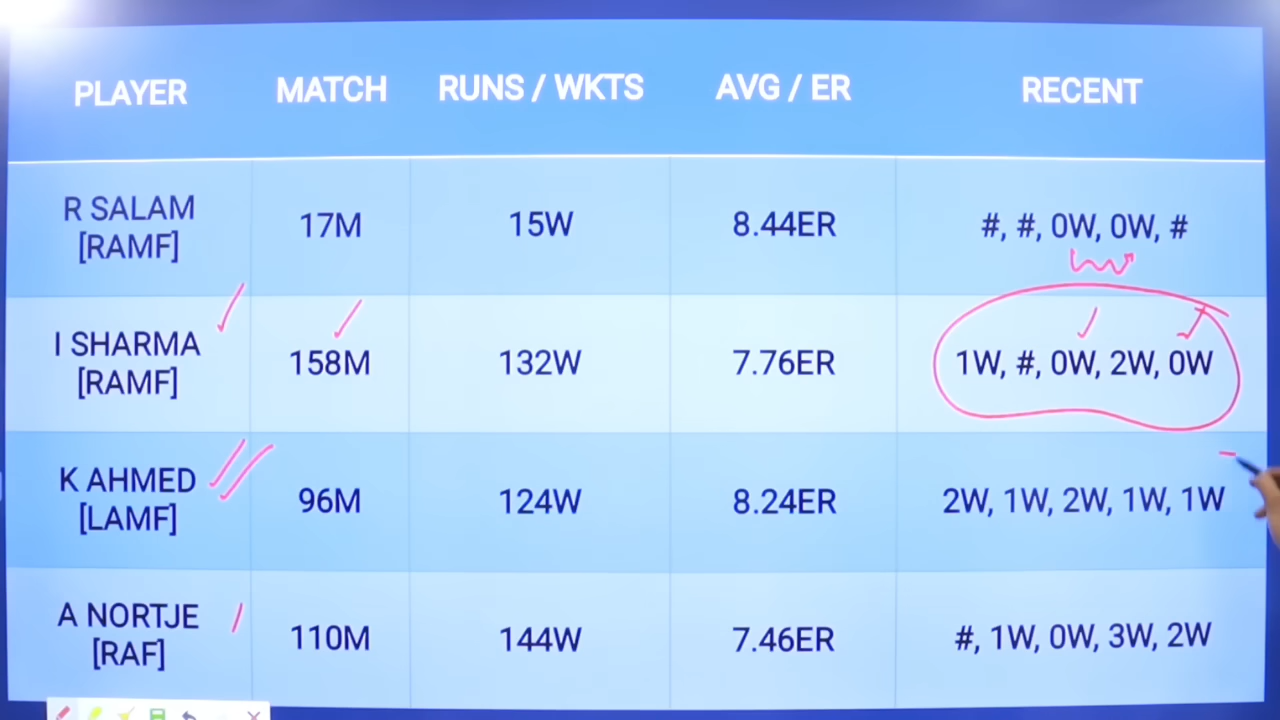 PLAYER MATCH RUNS / WKTS AVG / ER RECENT
R SALAM
[RAMF] 17M 15W 8.44ER #, #, 0W, 0W, #
I SHARMA
[RAMF] 158M 132W 7.76ER 1W, #, 0W, 2W, 0W
K AHMED
[LAMF] 96M 124W 8.24ER 2W, 1W, 2W, 1W, 1W
A NORTJE
[RAF] 110M 144W 7.46ER #, 1W, 0W, 3W, 2W